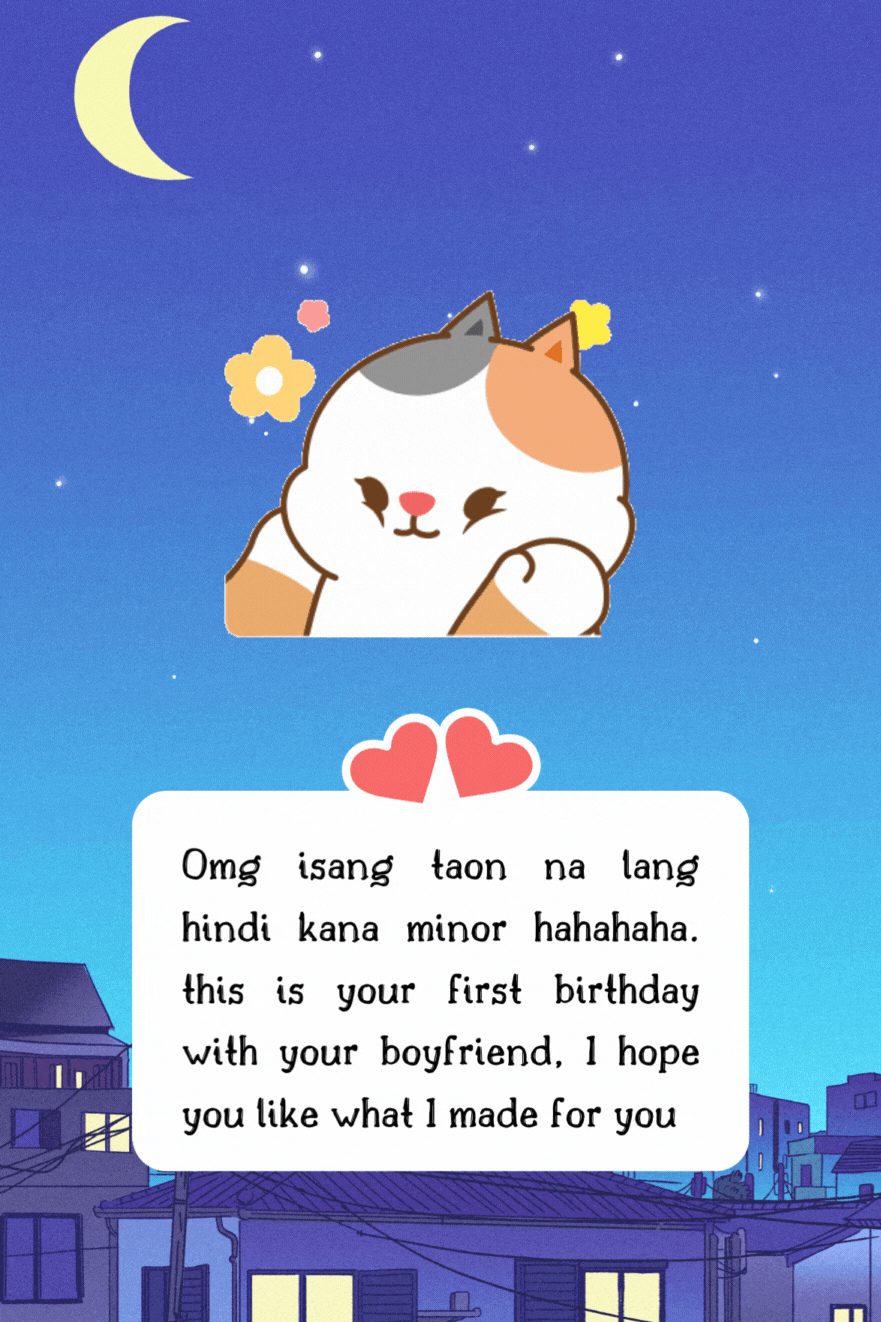 Omg isang taon na lang
hindi kana minor hahahaha.
this is your first birthday
with your boyfriend, I hope
you like what I made for you